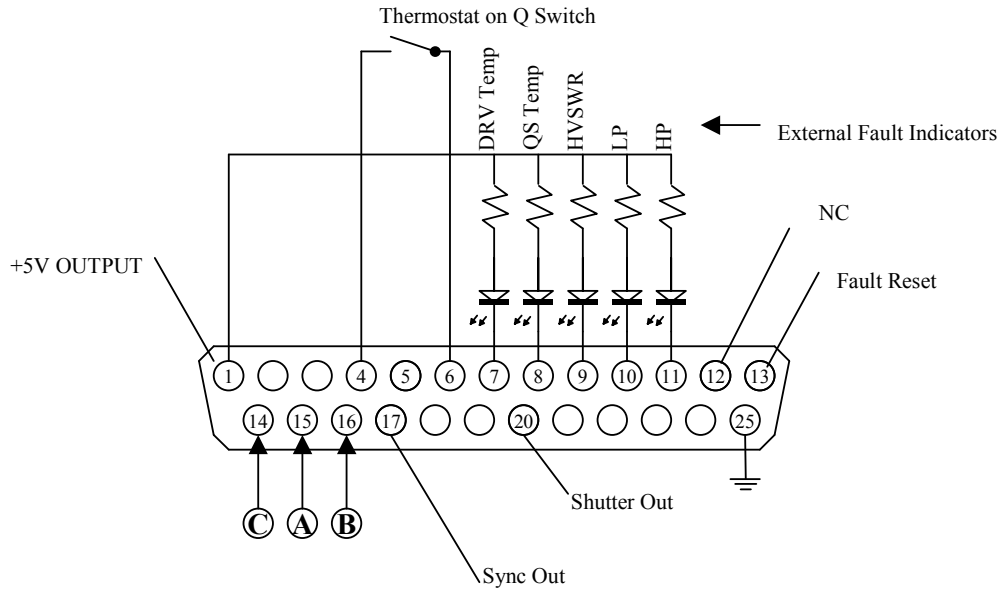 Thermostat on Q Switch
DRV Temp
QS Temp
HVSWR
LP
HP
External Fault Indicators
NC
+5V OUTPUT
Fault Reset
1 4 5 6 7 8 9 10 11 12 13
14 15 16 17 20 25
C A B
Shutter Out
Sync Out